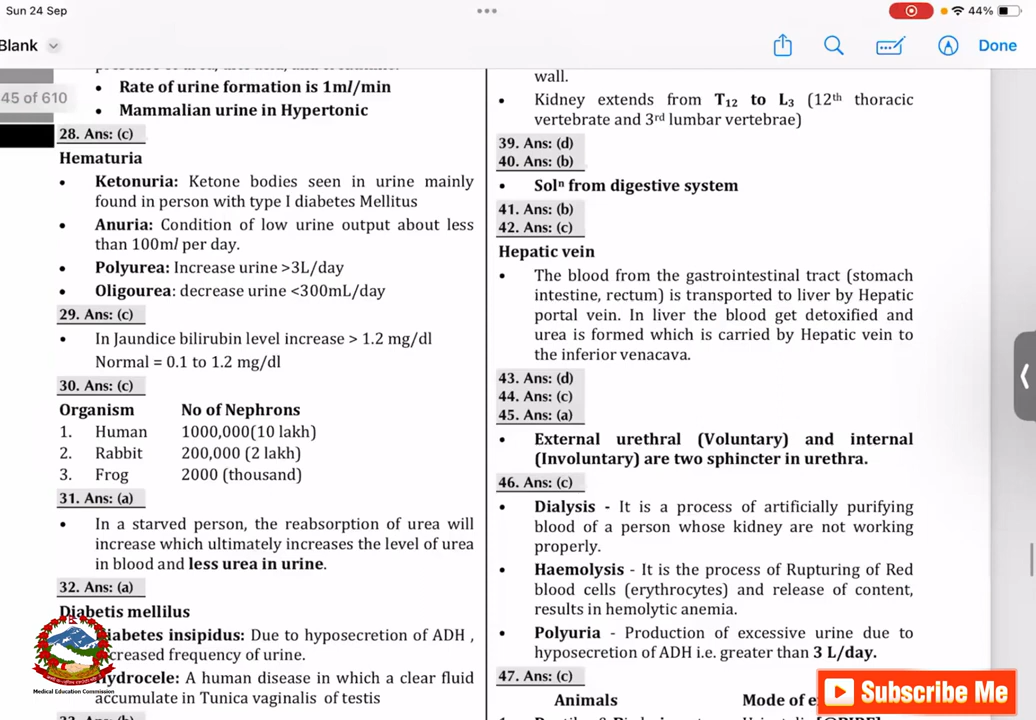 Sun 24 Sep
44%
Blank
Done
45 of 610
• Rate of urine formation is 1ml/min
• Mammalian urine in Hypertonic
28. Ans: (c)
Hematuria
• Ketonuria: Ketone bodies seen in urine mainly
found in person with type I diabetes Mellitus
• Anuria: Condition of low urine output about less
than 100ml per day.
• Polyurea: Increase urine >3L/day
• Oligourea: decrease urine <300mL/day
29. Ans: (c)
• In Jaundice bilirubin level increase > 1.2 mg/dl
Normal = 0.1 to 1.2 mg/dl
30. Ans: (c)
Organism No of Nephrons
1. Human 1000,000(10 lakh)
2. Rabbit 200,000 (2 lakh)
3. Frog 2000 (thousand)
31. Ans: (a)
• In a starved person, the reabsorption of urea will
increase which ultimately increases the level of urea
in blood and less urea in urine.
32. Ans: (a)
Diabetis mellilus
Diabetes insipidus: Due to hyposecretion of ADH ,
increased frequency of urine.
Hydrocele: A human disease in which a clear fluid
accumulate in Tunica vaginalis of testis
Medical Education Commission
wall.
• Kidney extends from T12 to L3 (12th thoracic
vertebrate and 3rd lumbar vertebrae)
39. Ans: (d)
40. Ans: (b)
• Solⁿ from digestive system
41. Ans: (b)
42. Ans: (c)
Hepatic vein
• The blood from the gastrointestinal tract (stomach
intestine, rectum) is transported to liver by Hepatic
portal vein. In liver the blood get detoxified and
urea is formed which is carried by Hepatic vein to
the inferior venacava.
43. Ans: (d)
44. Ans: (c)
45. Ans: (a)
• External urethral (Voluntary) and internal
(Involuntary) are two sphincter in urethra.
46. Ans: (c)
• Dialysis - It is a process of artificially purifying
blood of a person whose kidney are not working
properly.
• Haemolysis - It is the process of Rupturing of Red
blood cells (erythrocytes) and release of content,
results in hemolytic anemia.
• Polyuria - Production of excessive urine due to
hyposecretion of ADH i.e. greater than 3 L/day.
47. Ans: (c)
Animals Mode of
Subscribe Me